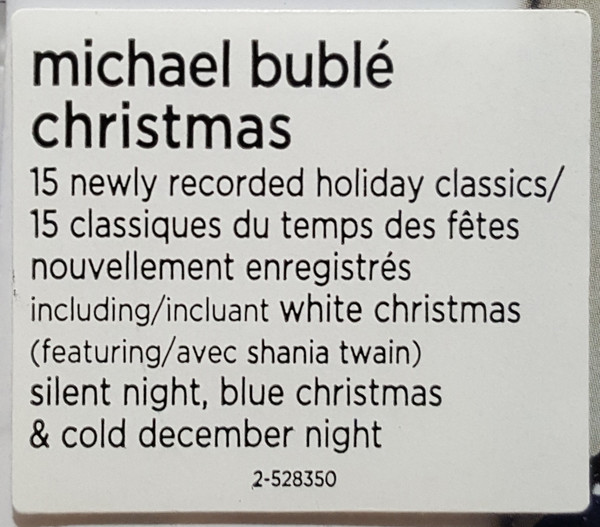 michael bublé
christmas
15 newly recorded holiday classics/
15 classiques du temps des fêtes
nouvellement enregistrés
including/incluant white christmas
(featuring/avec shania twain)
silent night, blue christmas
& cold december night
2-528350